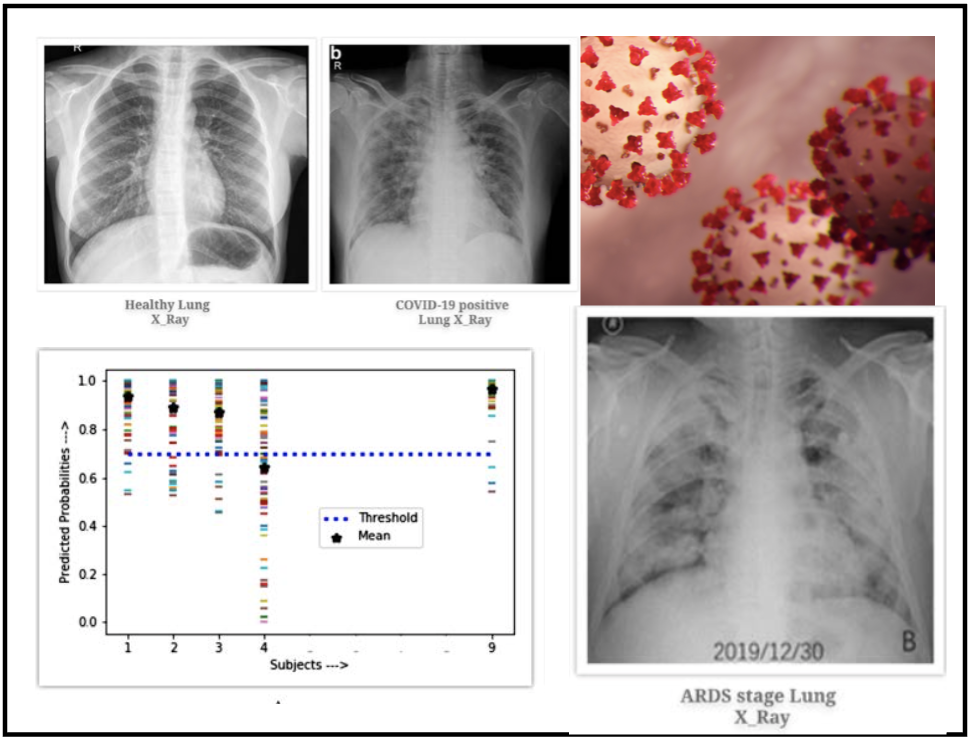 R
b
R
Healthy Lung
X_Ray
COVID-19 positive
Lung X_Ray
1.0
0.8
0.6
0.4
0.2
0.0
Predicted Probabilities --->
Threshold
Mean
1 2 3 4 9
Subjects --->
a
2019/12/30
B
ARDS stage Lung
X_Ray